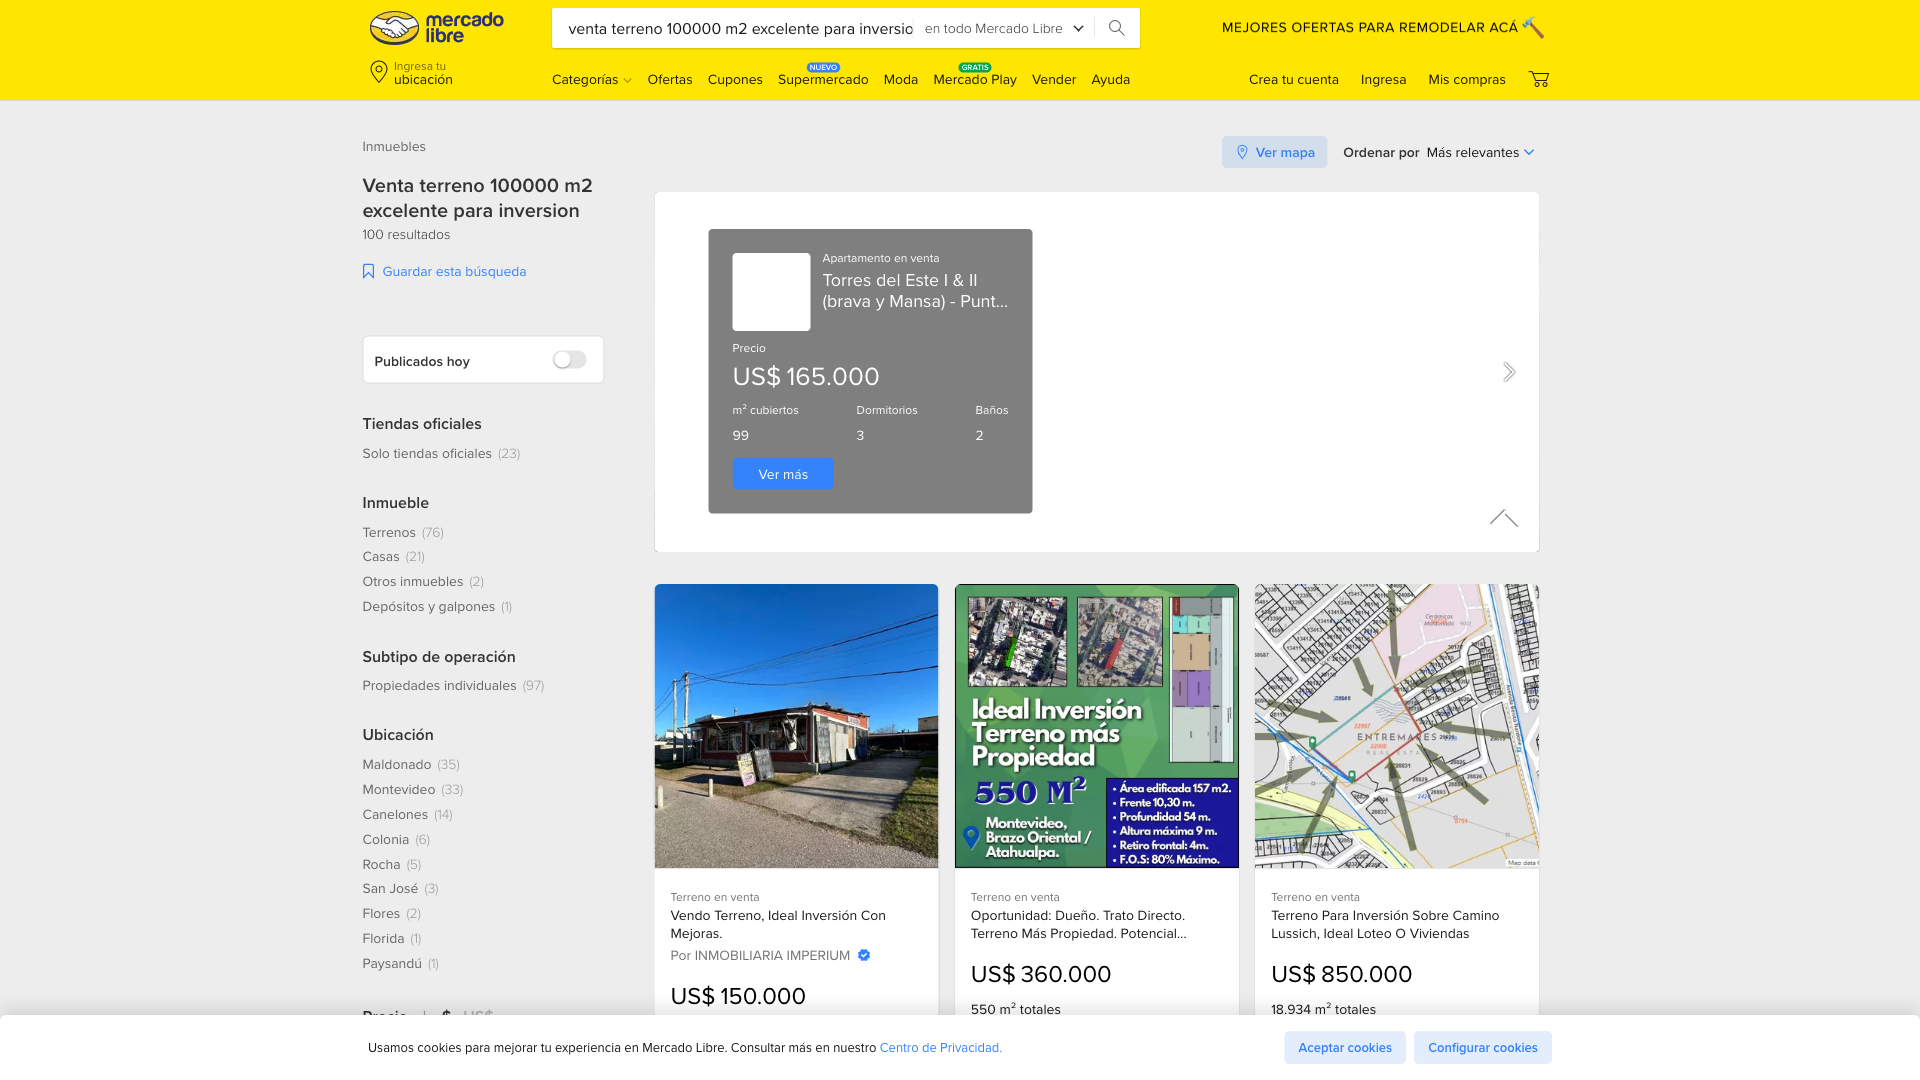 mercado
libre
venta terreno 100000 m2 excelente para inversio
en todo Mercado Libre
MEJORES OFERTAS PARA REMODELAR ACÁ
Ingresa tu
ubicación
Categorías
Ofertas
Cupones
NUEVO
Supermercado
Moda
GRATIS
Mercado Play
Vender
Ayuda
Crea tu cuenta
Ingresa
Mis compras
Inmuebles
Venta terreno 100000 m2
excelente para inversion
100 resultados
Guardar esta búsqueda
Ver mapa
Ordenar por Más relevantes
Publicados hoy
Tiendas oficiales
Solo tiendas oficiales (23)
Inmueble
Terrenos (76)
Casas (21)
Otros inmuebles (2)
Depósitos y galpones (1)
Subtipo de operación
Propiedades individuales (97)
Ubicación
Maldonado (35)
Montevideo (33)
Canelones (14)
Colonia (6)
Rocha (5)
San José (3)
Flores (2)
Florida (1)
Paysandú (1)
Apartamento en venta
Torres del Este I & II
(brava y Mansa) - Punt...
Precio
US$ 165.000
m² cubiertos
Dormitorios
Baños
99
3
2
Ver más
Terreno en venta
Vendo Terreno, Ideal Inversión Con
Mejoras.
Por INMOBILIARIA IMPERIUM
US$ 150.000
Ideal Inversión
Terreno más
Propiedad
550 M²
Montevideo,
Brazo Oriental /
Atahualpa.
• Área edificada 157 m2.
• Frente 10,30 m.
• Profundidad 54 m.
• Altura máxima 9 m.
• Retiro frontal: 4m.
• F.O.S: 80% Máximo.
Terreno en venta
Oportunidad: Dueño. Trato Directo.
Terreno Más Propiedad. Potencial...
US$ 360.000
550 m² totales
ENTREMARES
REAL ESTATE
Map data
Terreno en venta
Terreno Para Inversión Sobre Camino
Lussich, Ideal Loteo O Viviendas
US$ 850.000
18.934 m² totales
Usamos cookies para mejorar tu experiencia en Mercado Libre. Consultar más en nuestro Centro de Privacidad.
Aceptar cookies
Configurar cookies